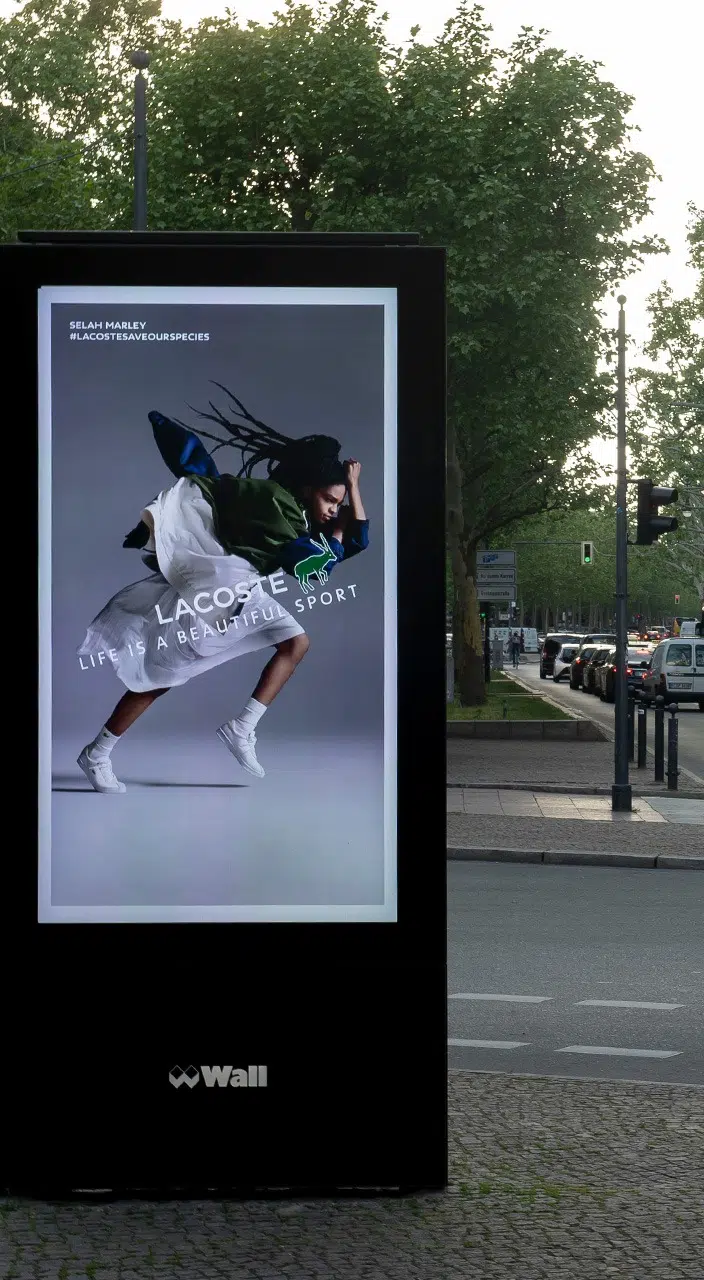 SELAH MARLEY
#LACOSTESAVEOURSPECIES
LACOSTE
LIFE IS A BEAUTIFUL SPORT
Wall